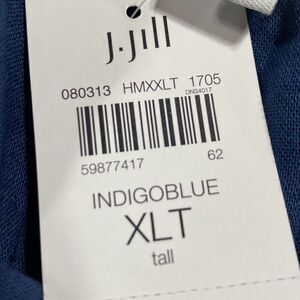 J.Jill
080313 HMXXLT 1705
DNS4017
59877417 62
INDIGOBLUE
XLT
tall